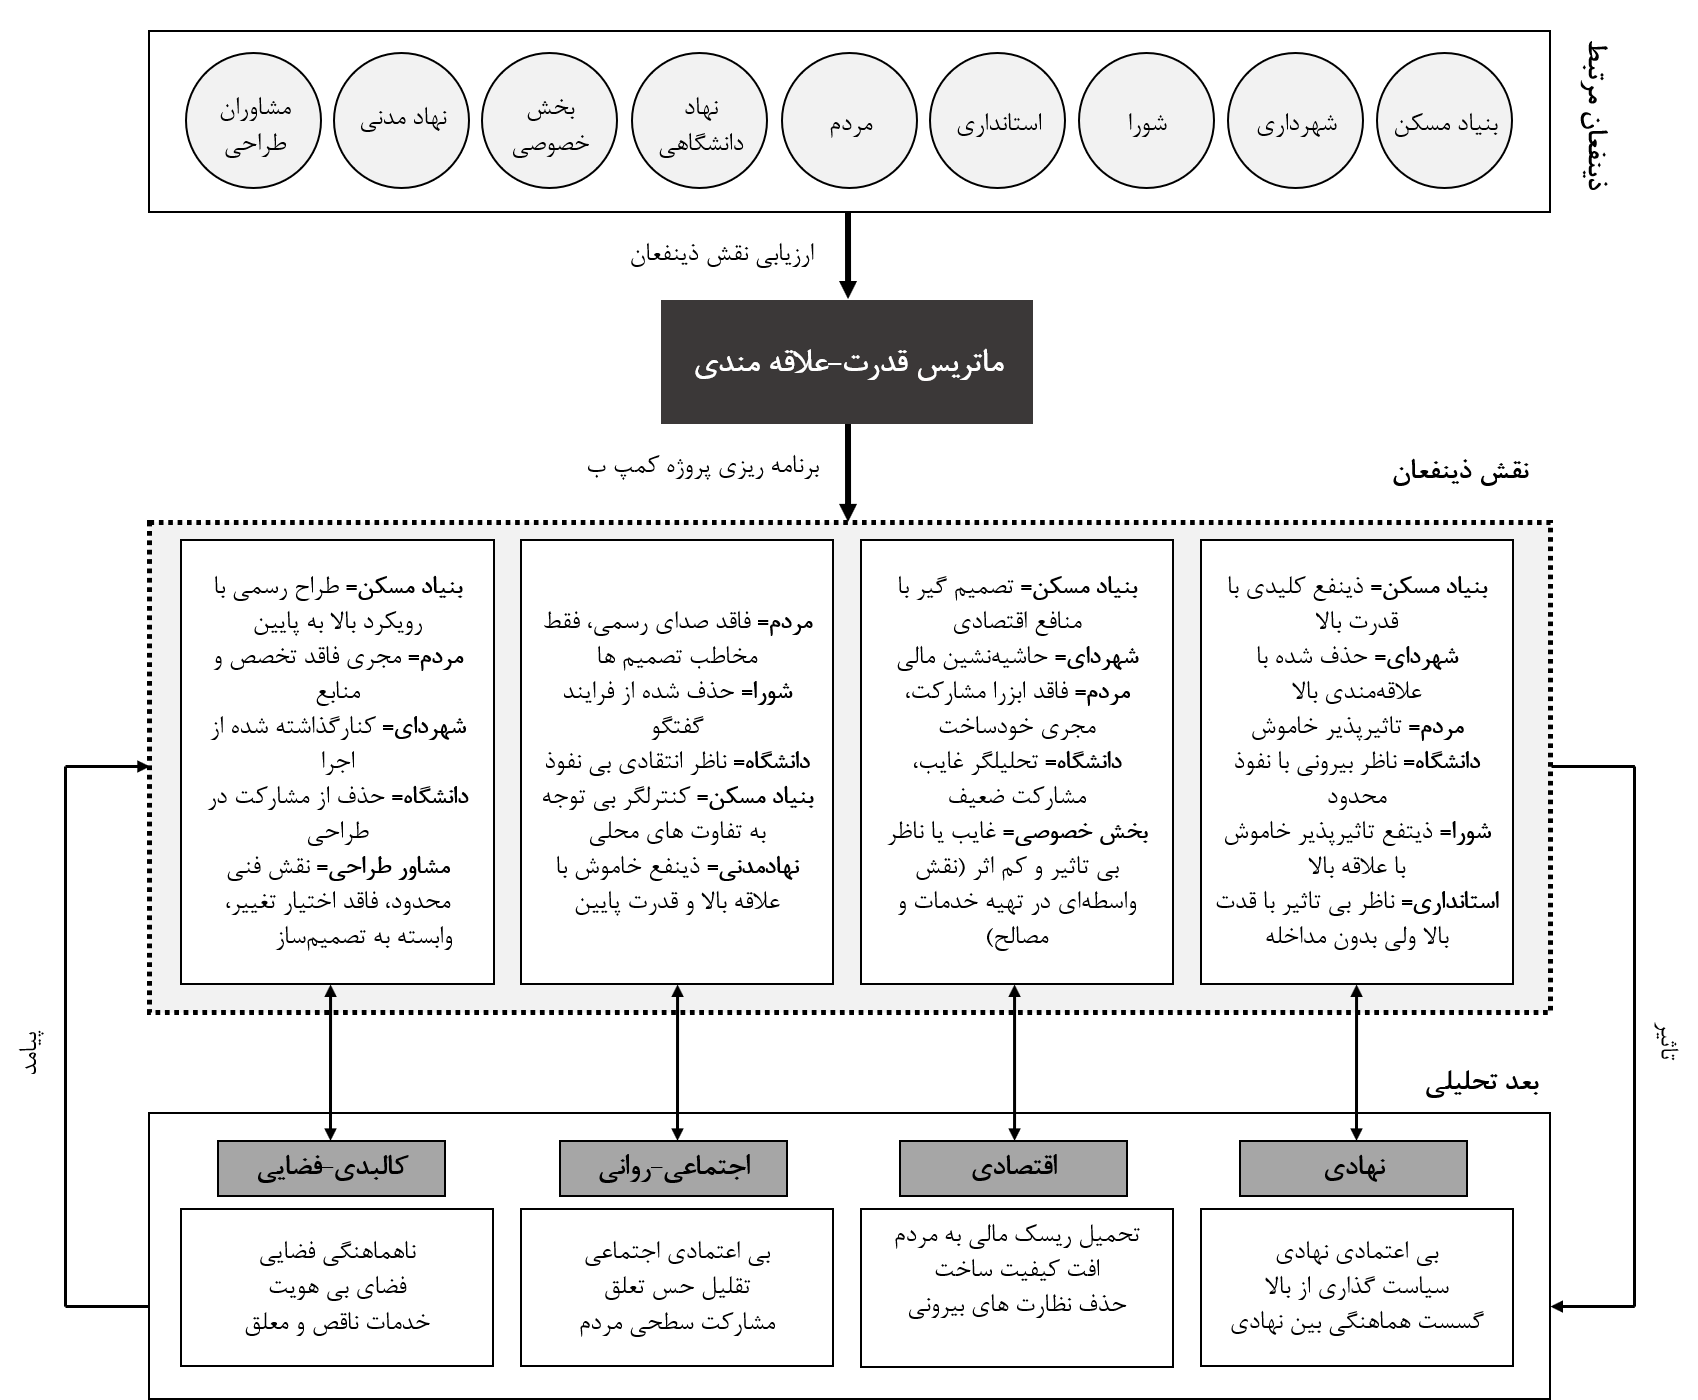 ذینفعان مرتبط
بنیاد مسکن
شهرداری
شورا
استانداری
مردم
نهاد
دانشگاهی
بخش
خصوصی
نهاد مدنی
مشاوران
طراحی
ارزیابی نقش ذینفعان
ماتریس قدرت-علاقه مندی
برنامه ریزی پروژه کمپ ب
نقش ذینفعان
بنیاد مسکن= ذینفع کلیدی با
قدرت بالا
شهردای= حذف شده با
علاقه‌مندی بالا
مردم= تاثیرپذیر خاموش
دانشگاه= ناظر بیرونی با نفوذ
محدود
شورا= ذیتفع تاثیرپذیر خاموش
با علاقه بالا
استانداری= ناظر بی تاثیر با قدت
بالا ولی بدون مداخله
بنیاد مسکن= تصمیم گیر با
منافع اقتصادی
شهردای= حاشیه‌نشین مالی
مردم= فاقد ابزرا مشارکت،
مجری خودساخت
دانشگاه= تحلیلگر غایب،
مشارکت ضعیف
بخش خصوصی= غایب یا ناظر
بی تاثیر و کم اثر (نقش
واسطه‌ای در تهیه خدمات و
مصالح)
مردم= فاقد صدای رسمی، فقط
مخاطب تصمیم ها
شورا= حذف شده از فرایند
گفتگو
دانشگاه= ناظر انتقادی بی نفوذ
بنیاد مسکن= کنترلگر بی توجه
به تفاوت های محلی
نهادمدنی= ذینفع خاموش با
علاقه بالا و قدرت پایین
بنیاد مسکن= طراح رسمی با
رویکرد بالا به پایین
مردم= مجری فاقد تخصص و
منابع
شهردای= کنارگذاشته شده از
اجرا
دانشگاه= حذف از مشارکت در
طراحی
مشاور طراحی= نقش فنی
محدود، فاقد اختیار تغییر،
وابسته به تصمیم‌ساز
تاثیر
پیامد
بعد تحلیلی
نهادی
اقتصادی
اجتماعی-روانی
کالبدی-فضایی
بی اعتمادی نهادی
سیاست گذاری از بالا
گسست هماهنگی بین نهادی
تحمیل ریسک مالی به مردم
افت کیفیت ساخت
حذف نظارت های بیرونی
بی اعتمادی اجتماعی
تقلیل حس تعلق
مشارکت سطحی مردم
ناهماهنگی فضایی
فضای بی هویت
خدمات ناقص و معلق